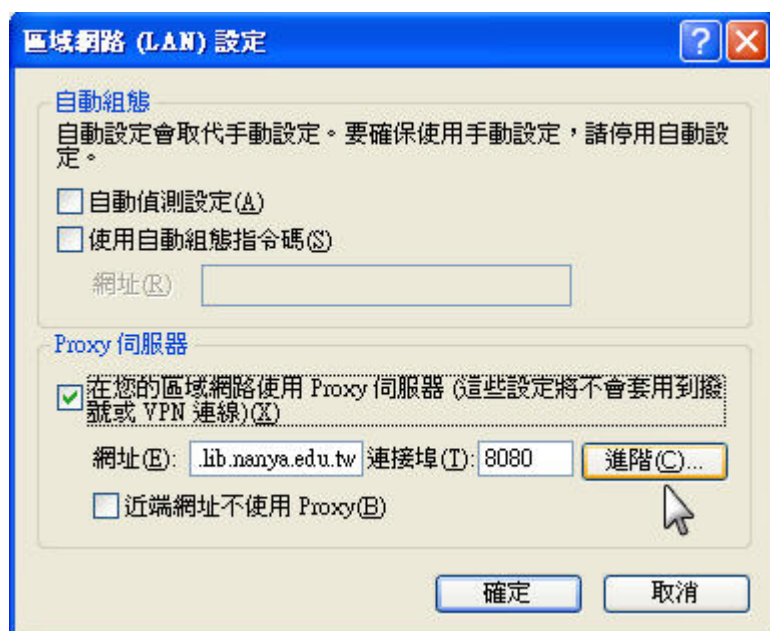 區域網路 (LAN) 設定
自動組態
自動設定會取代手動設定。要確保使用手動設定，請停用自動設
定。
自動偵測設定(A)
使用自動組態指令碼(S)
網址(R)
Proxy 伺服器
在您的區域網路使用 Proxy 伺服器 (這些設定將不會套用到撥
號或 VPN 連線)(X)
網址(E): .lib.nanya.edu.tw 連接埠(T): 8080 進階(C)...
近端網址不使用 Proxy(B)
確定 取消